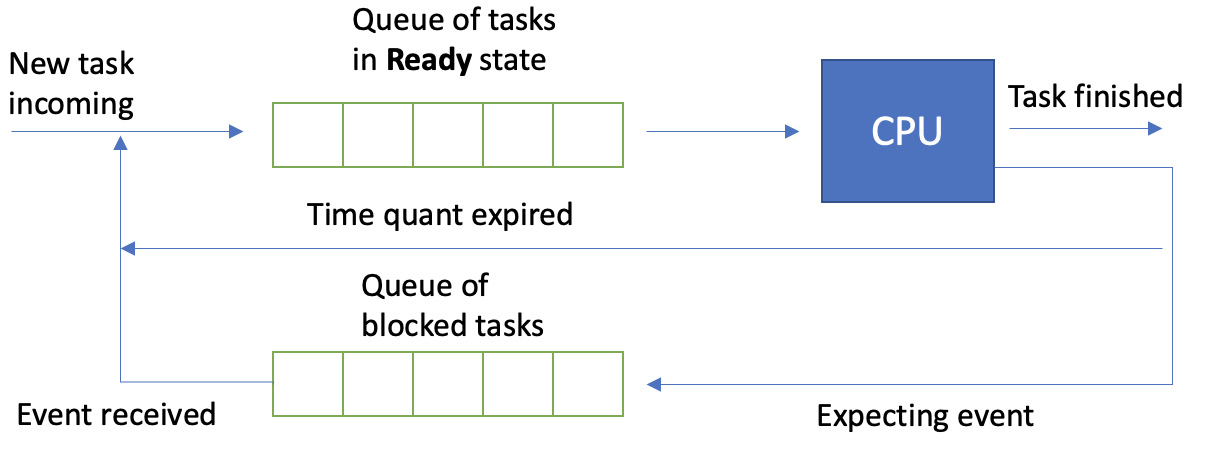 Queue of tasks
in Ready state
New task
incoming
CPU
Task finished
Time quant expired
Queue of
blocked tasks
Event received
Expecting event